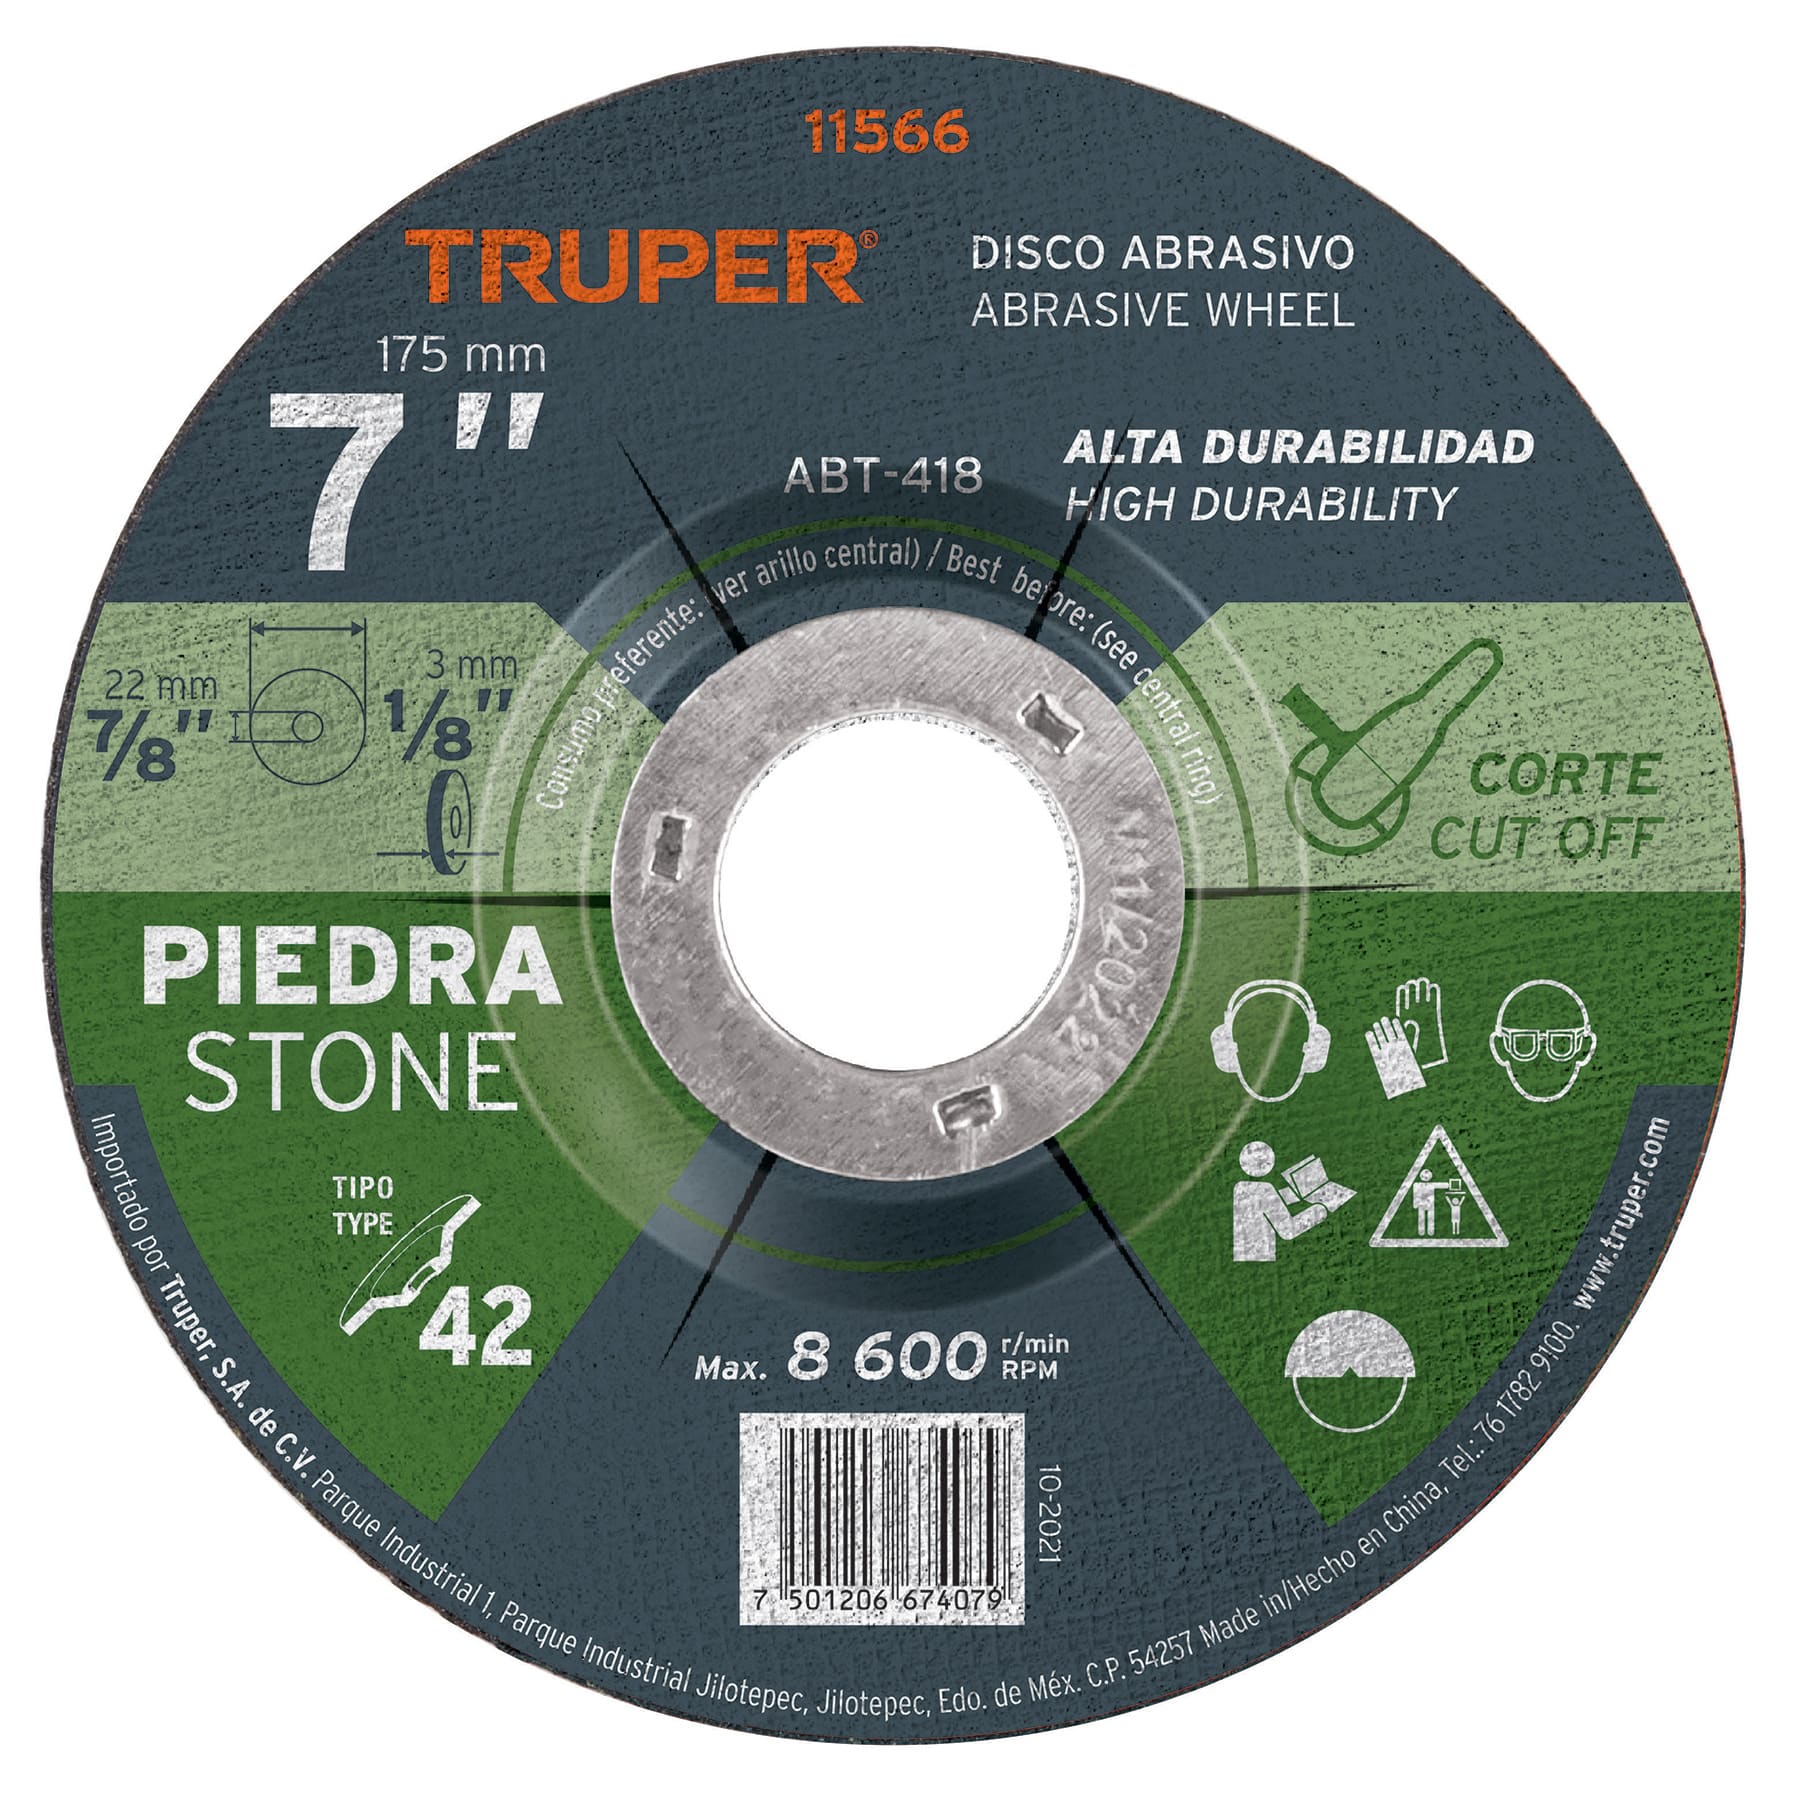 11566
TRUPER®
DISCO ABRASIVO
ABRASIVE WHEEL
175 mm
7"
ABT-418
ALTA DURABILIDAD
HIGH DURABILITY
Consumo preferente: (ver arillo central) / Best before: (see central ring)
22 mm
7/8"
3 mm
1/8"
CORTE
CUT OFF
V11/2022
PIEDRA
STONE
TIPO
TYPE
42
Max. 8 600 r/min
RPM
10-2021
7 501206 674079
Importado por Truper, S.A. de C.V. Parque Industrial 1, Parque Industrial Jilotepec, Jilotepec, Edo. de Méx. C.P. 54257 Made in/Hecho en China, Tel.: 76 1782 9100. www.truper.com